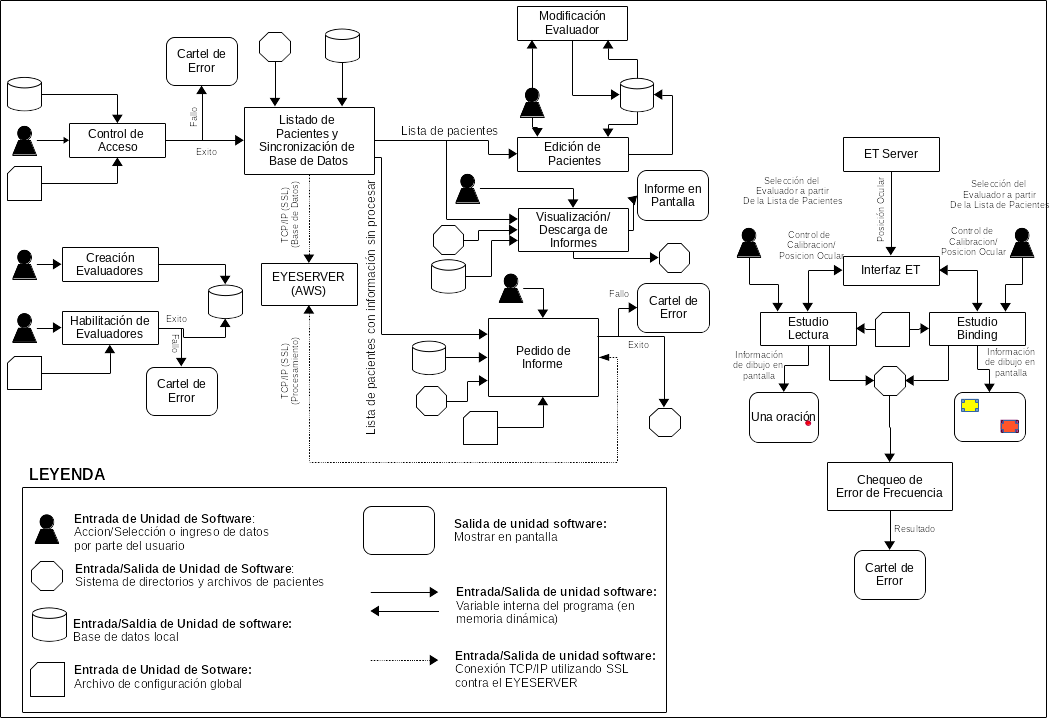 Modificación
Evaluador
Cartel de
Error
Fallo
Control de
Acceso
Exito
Listado de
Pacientes y
Sincronización de
Base de Datos
Lista de pacientes
Edición de
Pacientes
ET Server
Selección del
Evaluador a partir
De la Lista de Pacientes
Posición Ocular
Selección del
Evaluador a partir
De la Lista de Pacientes
Informe en
Pantalla
Visualización/
Descarga de
Informes
TCP/IP (SSL)
(Base de Datos)
Lista de pacientes con información sin procesar
Control de
Calibracion/
Posicion Ocular
Control de
Calibracion/
Posicion Ocular
Creación
Evaluadores
EYESERVER
(AWS)
Interfaz ET
Fallo
Cartel de
Error
Habilitación de
Evaluadores
Exito
Fallo
Cartel de
Error
TCP/IP (SSL)
(Procesamiento)
Pedido de
Informe
Exito
Estudio
Lectura
Estudio
Binding
Información
de dibujo en
pantalla
Información
de dibujo en
pantalla
Una oración
Chequeo de
Error de Frecuencia
Resultado
Cartel de
Error
LEYENDA
Entrada de Unidad de Software:
Accion/Selección o ingreso de datos
por parte del usuario
Entrada/Salida de Unidad de Software:
Sistema de directorios y archivos de pacientes
Entrada/Saldia de Unidad de software:
Base de datos local
Entrada de Unidad de Sotware:
Archivo de configuración global
Salida de unidad software:
Mostrar en pantalla
Entrada/Salida de unidad software:
Variable interna del programa (en
memoria dinámica)
Entrada/Salida de unidad software:
Conexión TCP/IP utilizando SSL
contra el EYESERVER